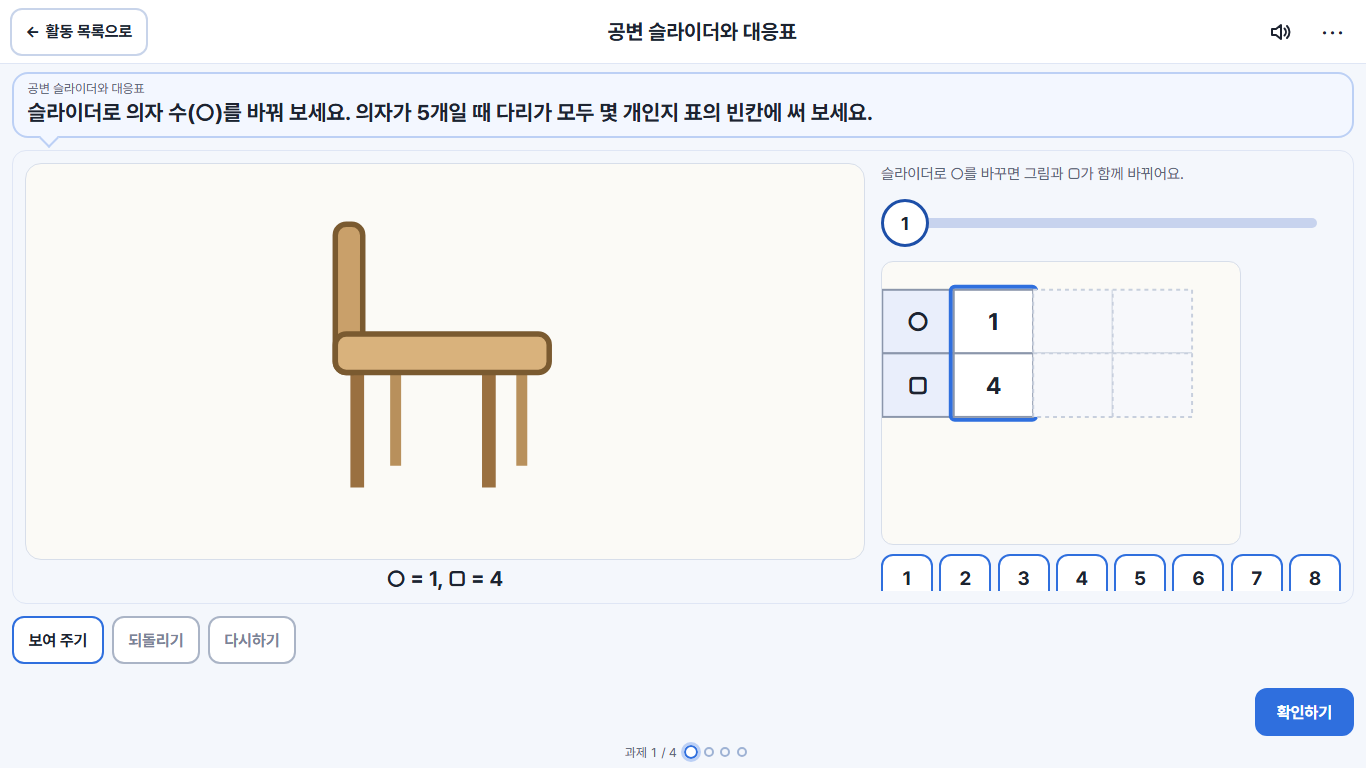 ← 활동 목록으로
공변 슬라이더와 대응표
공변 슬라이더와 대응표
슬라이더로 의자 수(○)를 바꿔 보세요. 의자가 5개일 때 다리가 모두 몇 개인지 표의 빈칸에 써 보세요.
슬라이더로 ○를 바꾸면 그림과 □가 함께 바뀌어요.
1
○ 1
□ 4
○ = 1, □ = 4
1 2 3 4 5 6 7 8
보여 주기 되돌리기 다시하기
확인하기
과제 1 / 4